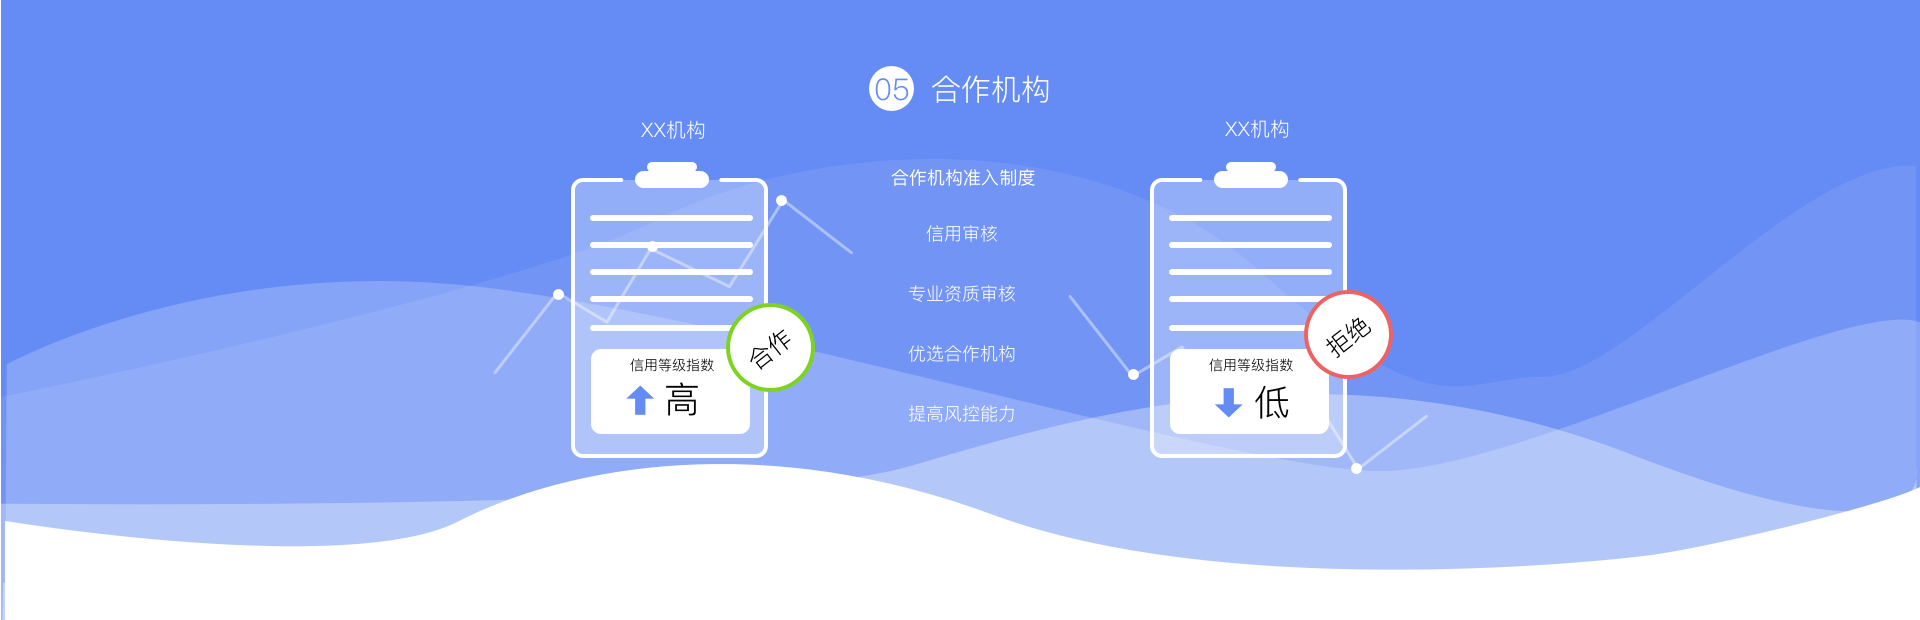 05 合作机构
XX机构
信用等级指数
高
合作
合作机构准入制度
信用审核
专业资质审核
优选合作机构
提高风控能力
XX机构
信用等级指数
低
拒绝